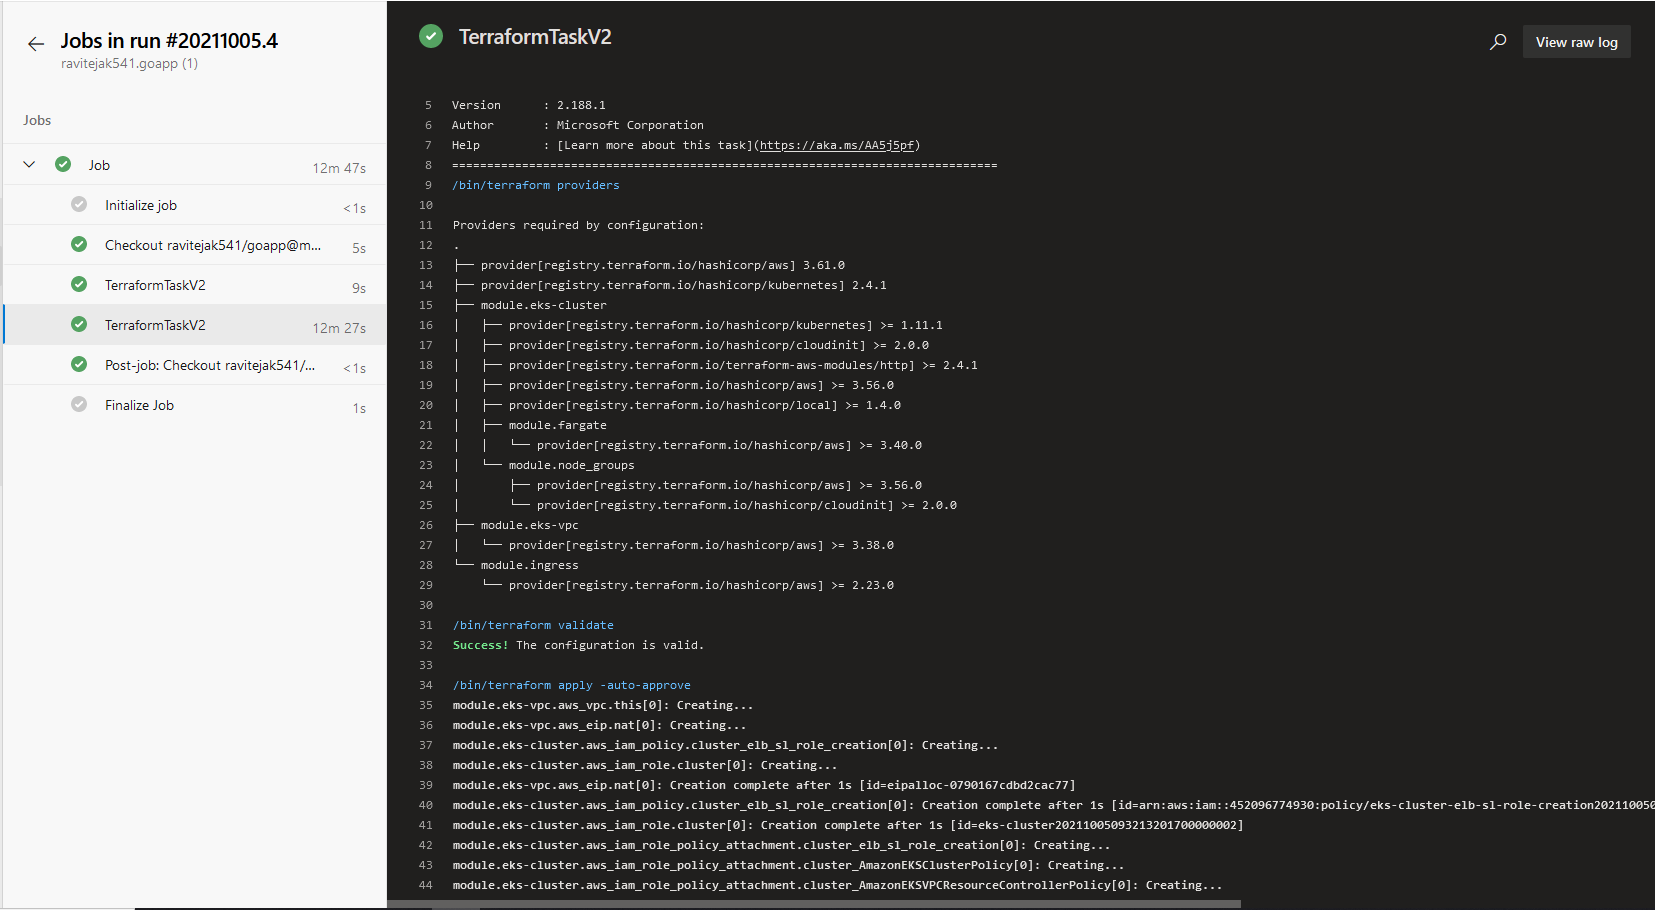 Jobs in run #20211005.4
ravitejak541.goapp (1)
Jobs
Job 12m 47s
Initialize job <1s
Checkout ravitejak541/goapp@m... 5s
TerraformTaskV2 9s
TerraformTaskV2 12m 27s
Post-job: Checkout ravitejak541/... <1s
Finalize Job 1s
TerraformTaskV2
View raw log
5 Version : 2.188.1
6 Author : Microsoft Corporation
7 Help : [Learn more about this task](https://aka.ms/AA5j5pf)
8 ==============================================================================
9 /bin/terraform providers
10
11 Providers required by configuration:
12 .
13 ├── provider[registry.terraform.io/hashicorp/aws] 3.61.0
14 ├── provider[registry.terraform.io/hashicorp/kubernetes] 2.4.1
15 ├── module.eks-cluster
16 │   ├── provider[registry.terraform.io/hashicorp/kubernetes] >= 1.11.1
17 │   ├── provider[registry.terraform.io/hashicorp/cloudinit] >= 2.0.0
18 │   ├── provider[registry.terraform.io/terraform-aws-modules/http] >= 2.4.1
19 │   ├── provider[registry.terraform.io/hashicorp/aws] >= 3.56.0
20 │   ├── provider[registry.terraform.io/hashicorp/local] >= 1.4.0
21 │   ├── module.fargate
22 │   │   └── provider[registry.terraform.io/hashicorp/aws] >= 3.40.0
23 │   └── module.node_groups
24 │       ├── provider[registry.terraform.io/hashicorp/aws] >= 3.56.0
25 │       └── provider[registry.terraform.io/hashicorp/cloudinit] >= 2.0.0
26 ├── module.eks-vpc
27 │   └── provider[registry.terraform.io/hashicorp/aws] >= 3.38.0
28 └── module.ingress
29     └── provider[registry.terraform.io/hashicorp/aws] >= 2.23.0
30
31 /bin/terraform validate
32 Success! The configuration is valid.
33
34 /bin/terraform apply -auto-approve
35 module.eks-vpc.aws_vpc.this[0]: Creating...
36 module.eks-vpc.aws_eip.nat[0]: Creating...
37 module.eks-cluster.aws_iam_policy.cluster_elb_sl_role_creation[0]: Creating...
38 module.eks-cluster.aws_iam_role.cluster[0]: Creating...
39 module.eks-vpc.aws_eip.nat[0]: Creation complete after 1s [id=eipalloc-0790167cdbd2cac77]
40 module.eks-cluster.aws_iam_policy.cluster_elb_sl_role_creation[0]: Creation complete after 1s [id=arn:aws:iam::452096774930:policy/eks-cluster-elb-sl-role-creation202110050
41 module.eks-cluster.aws_iam_role.cluster[0]: Creation complete after 1s [id=eks-cluster20211005093213201700000002]
42 module.eks-cluster.aws_iam_role_policy_attachment.cluster_elb_sl_role_creation[0]: Creating...
43 module.eks-cluster.aws_iam_role_policy_attachment.cluster_AmazonEKSClusterPolicy[0]: Creating...
44 module.eks-cluster.aws_iam_role_policy_attachment.cluster_AmazonEKSVPCResourceControllerPolicy[0]: Creating...